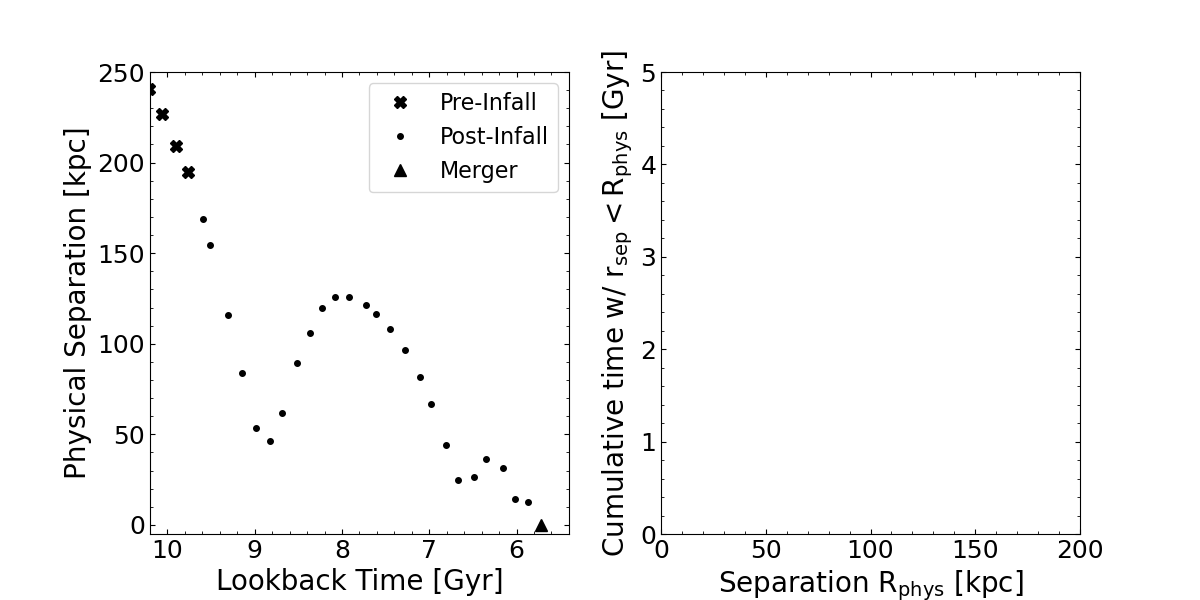 Physical Separation [kpc]
250
200
150
100
50
0
Pre-Infall
Post-Infall
Merger
10 9 8 7 6
Lookback Time [Gyr]
Cumulative time w/ r_sep < R_phys [Gyr]
5
4
3
2
1
0
0 50 100 150 200
Separation R_phys [kpc]